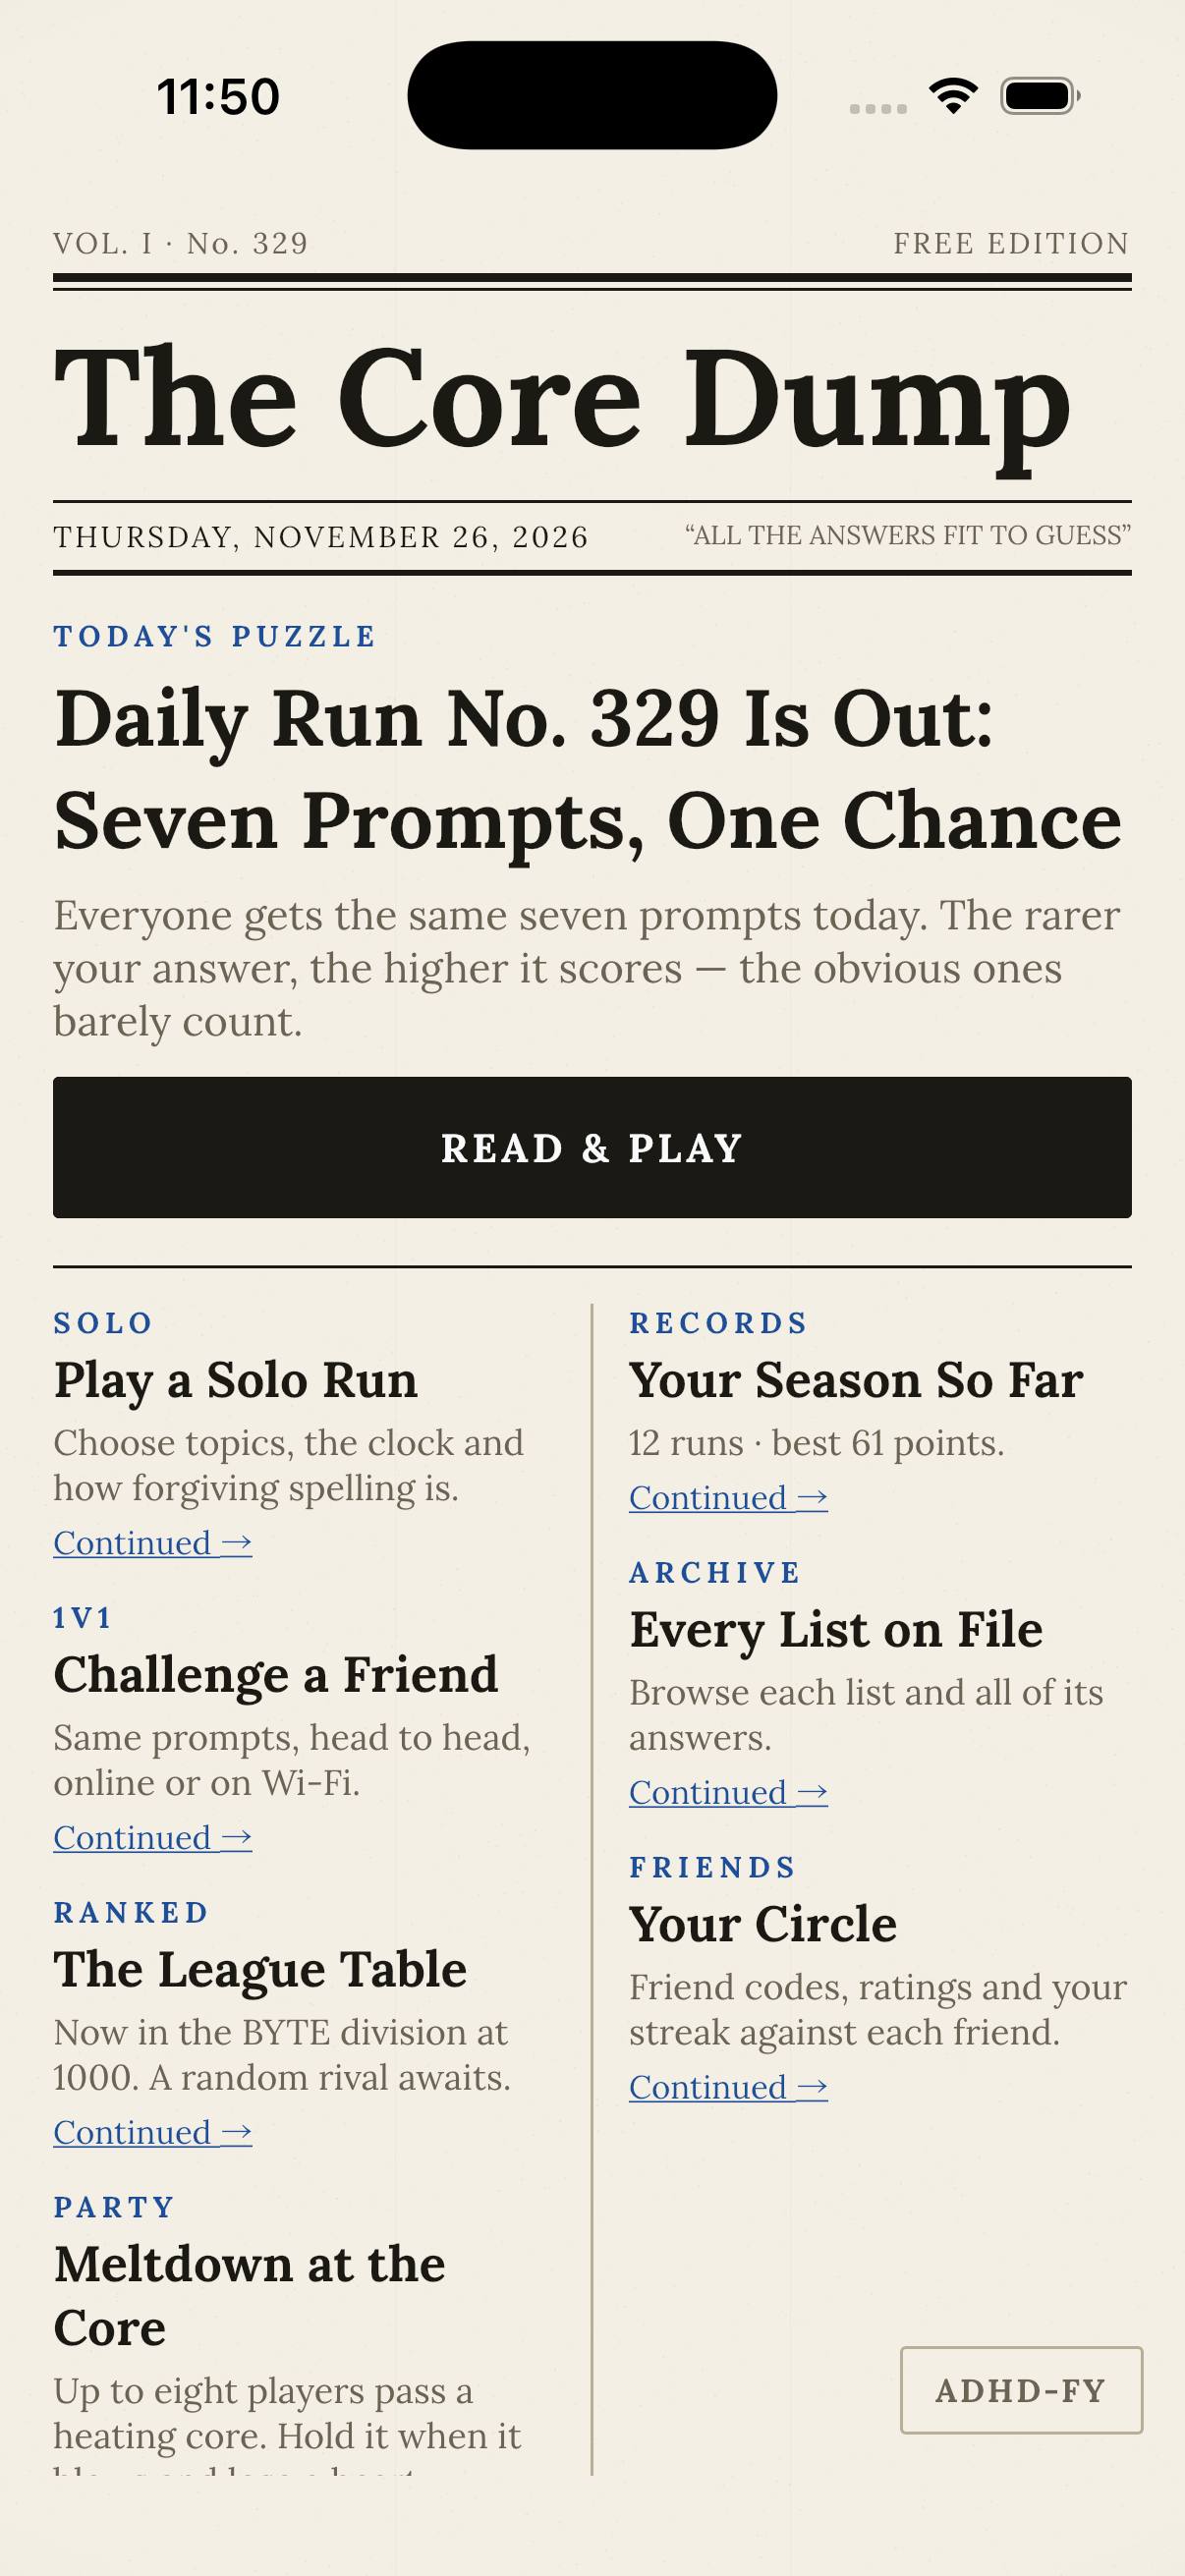 11:50
VOL. I · No. 329
FREE EDITION
The Core Dump
THURSDAY, NOVEMBER 26, 2026
“ALL THE ANSWERS FIT TO GUESS”
TODAY'S PUZZLE
Daily Run No. 329 Is Out:
Seven Prompts, One Chance
Everyone gets the same seven prompts today. The rarer
your answer, the higher it scores — the obvious ones
barely count.
READ & PLAY
SOLO
Play a Solo Run
Choose topics, the clock and
how forgiving spelling is.
Continued →
1V1
Challenge a Friend
Same prompts, head to head,
online or on Wi-Fi.
Continued →
RANKED
The League Table
Now in the BYTE division at
1000. A random rival awaits.
Continued →
PARTY
Meltdown at the
Core
Up to eight players pass a
heating core. Hold it when it
RECORDS
Your Season So Far
12 runs · best 61 points.
Continued →
ARCHIVE
Every List on File
Browse each list and all of its
answers.
Continued →
FRIENDS
Your Circle
Friend codes, ratings and your
streak against each friend.
Continued →
ADHD-FY